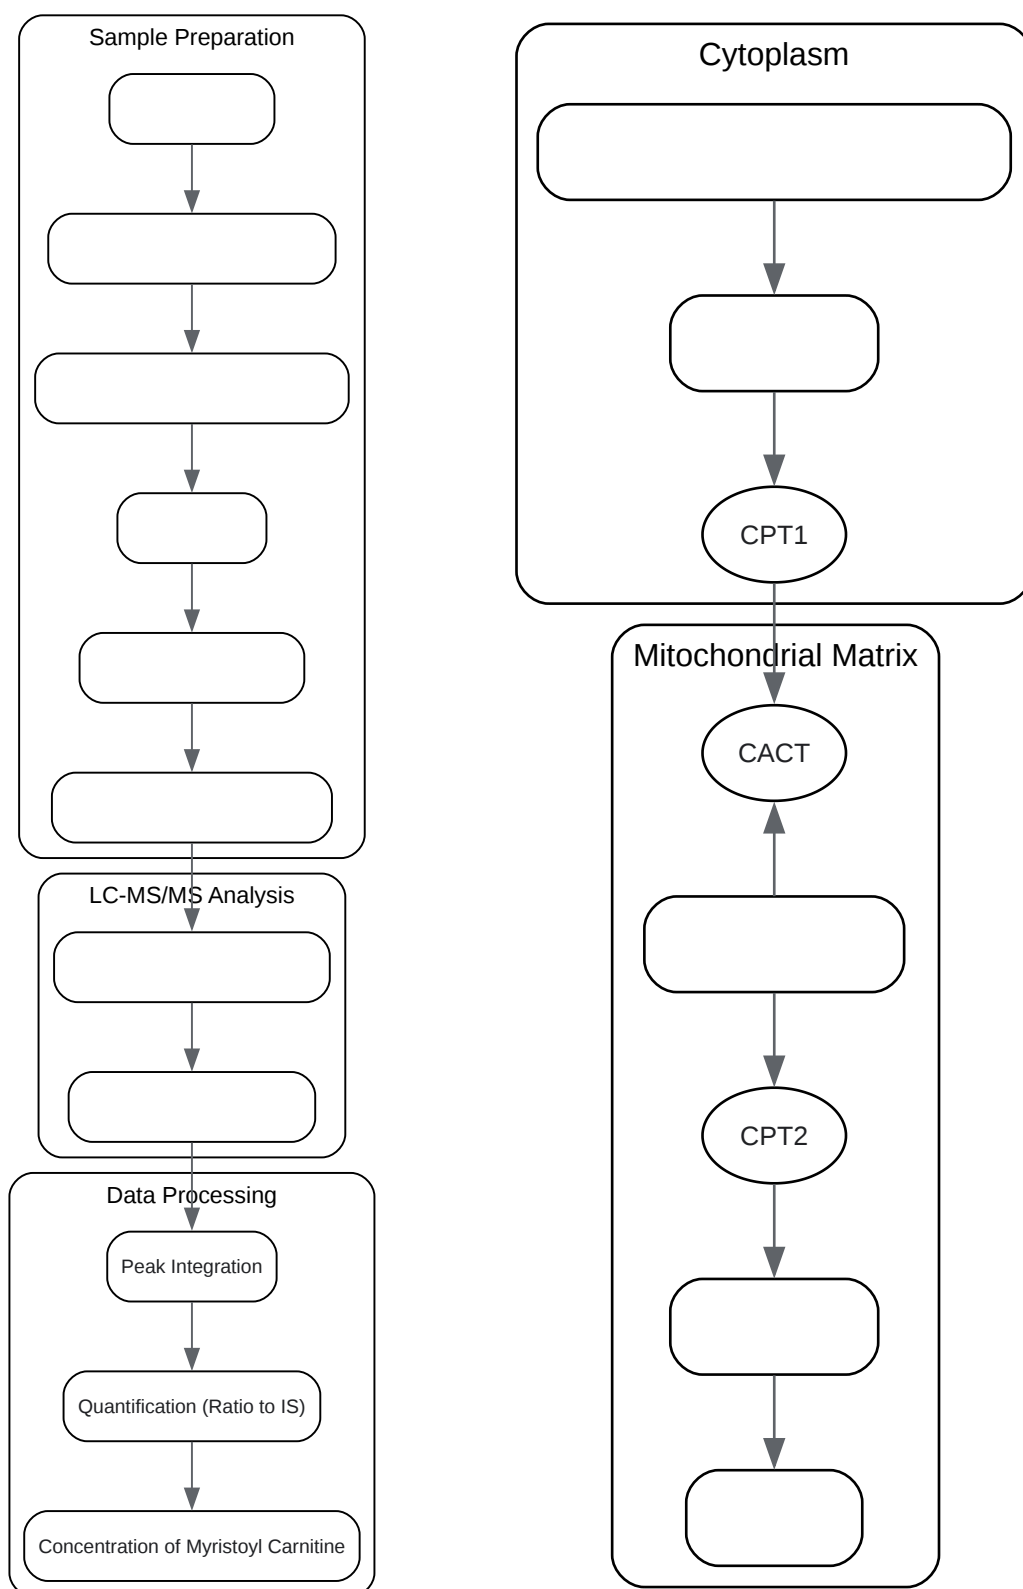 Sample Preparation
LC-MS/MS Analysis
Data Processing
Peak Integration
Quantification (Ratio to IS)
Concentration of Myristoyl Carnitine
Cytoplasm
CPT1
Mitochondrial Matrix
CACT
CPT2